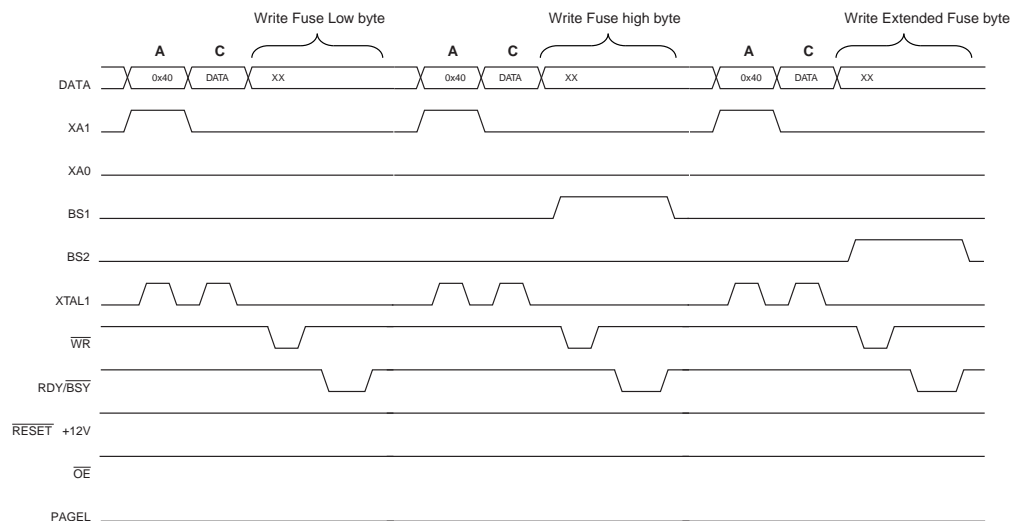 Write Fuse Low byte Write Fuse high byte Write Extended Fuse byte
A C A C A C
DATA 0x40 DATA XX 0x40 DATA XX 0x40 DATA XX
XA1
XA0
BS1
BS2
XTAL1
WR
RDY/BSY
RESET +12V
OE
PAGEL